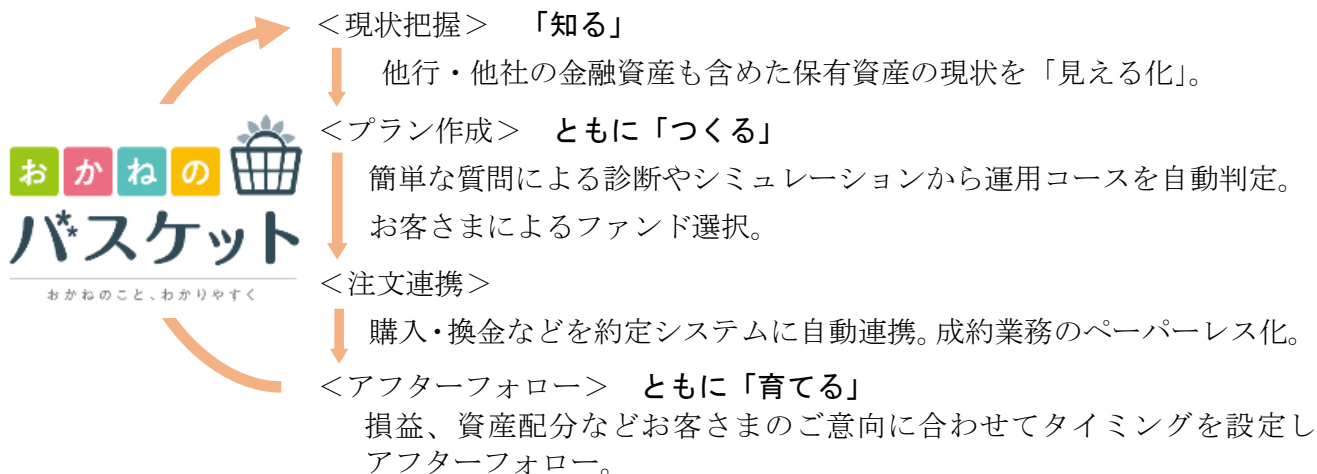 ＜現状把握＞　「知る」
他行・他社の金融資産も含めた保有資産の現状を「見える化」。
＜プラン作成＞　ともに「つくる」
簡単な質問による診断やシミュレーションから運用コースを自動判定。
お客さまによるファンド選択。
＜注文連携＞
購入・換金などを約定システムに自動連携。成約業務のペーパーレス化。
＜アフターフォロー＞　ともに「育てる」
損益、資産配分などお客さまのご意向に合わせてタイミングを設定し
アフターフォロー。
おかねの
バスケット
おかねのこと、わかりやすく